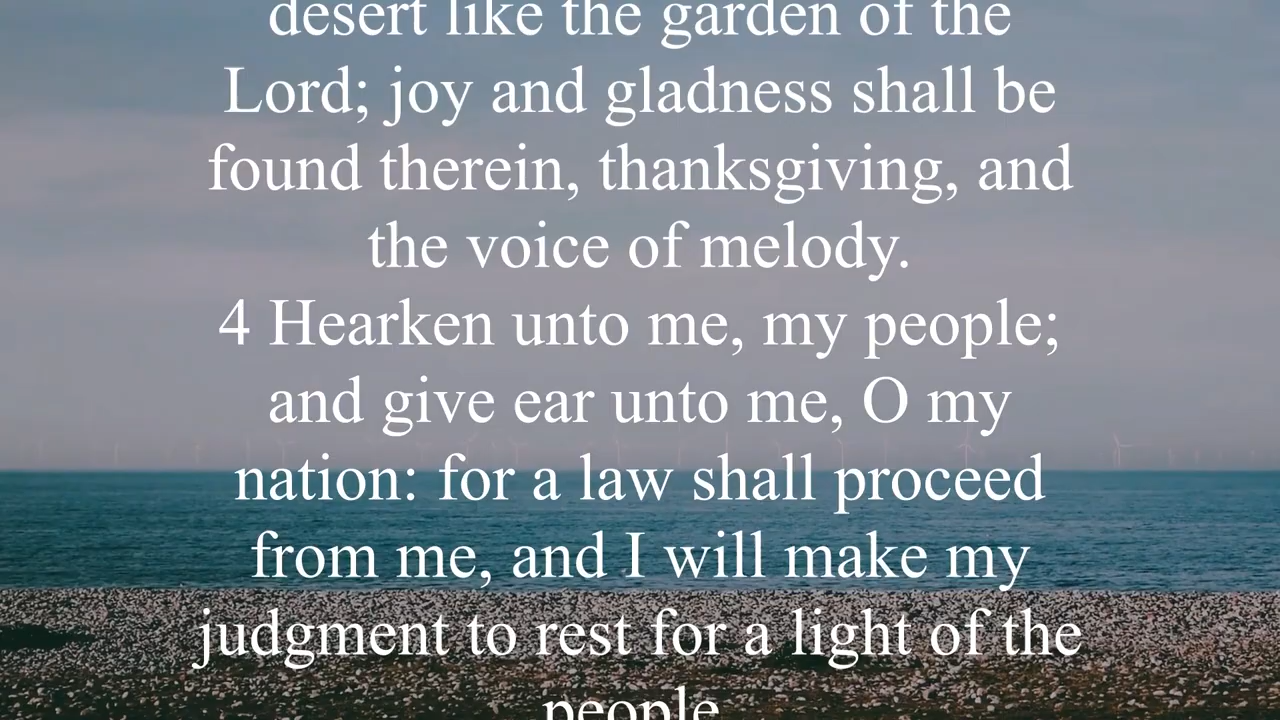 desert like the garden of the
Lord; joy and gladness shall be
found therein, thanksgiving, and
the voice of melody.
4 Hearken unto me, my people;
and give ear unto me, O my
nation: for a law shall proceed
from me, and I will make my
judgment to rest for a light of the
people